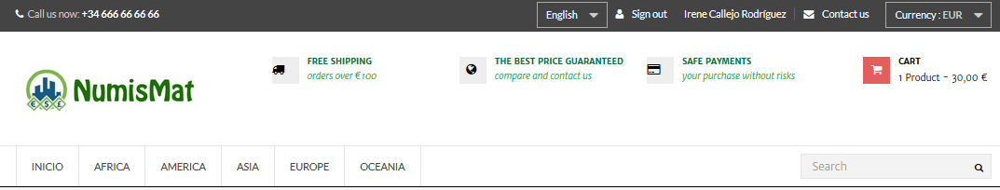 Call us now: +34 666 66 66 66 English Sign out Irene Callejo Rodríguez Contact us Currency : EUR
FREE SHIPPING THE BEST PRICE GUARANTEED SAFE PAYMENTS CART
orders over €100 compare and contact us your purchase without risks 1 Product - 30,00 €
NumisMat
€ $ £
INICIO AFRICA AMERICA ASIA EUROPE OCEANIA Search